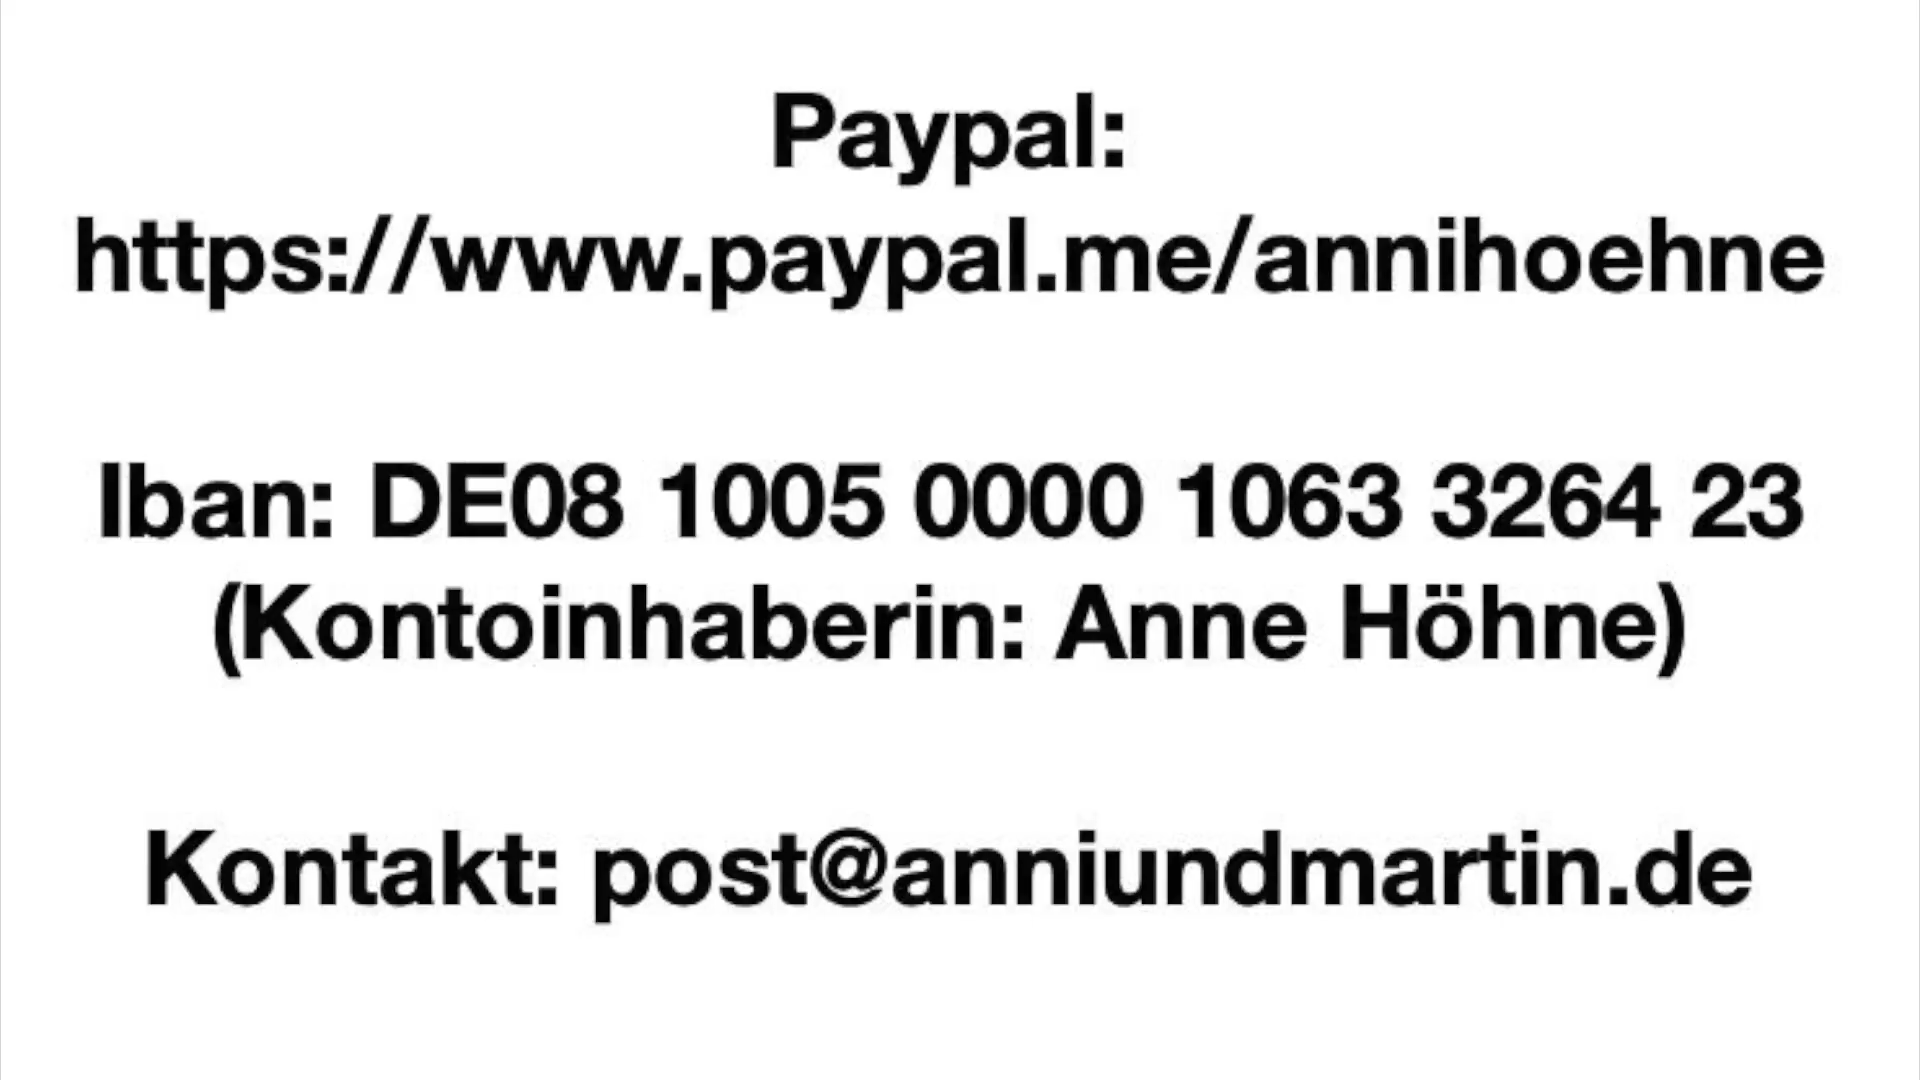 Paypal:
https://www.paypal.me/annihoehne
Iban: DE08 1005 0000 1063 3264 23
(Kontoinhaberin: Anne Höhne)
Kontakt: post@anniundmartin.de